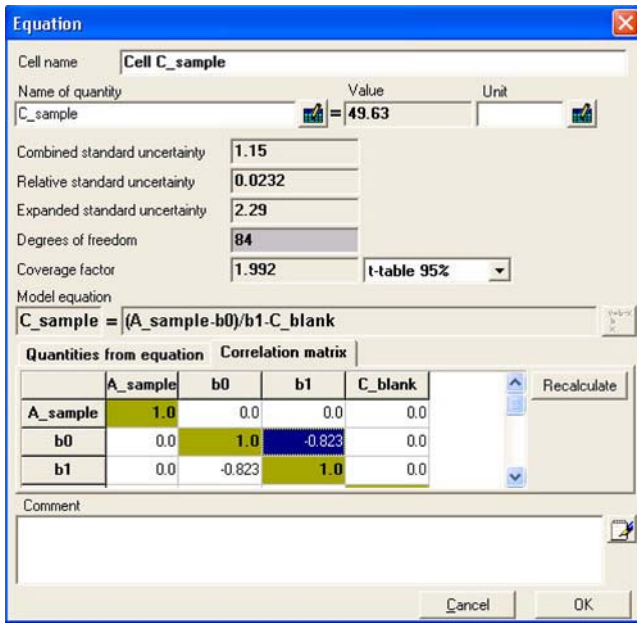 Equation
Cell name Cell C_sample
Name of quantity Value Unit
C_sample = 49.63
Combined standard uncertainty 1.15
Relative standard uncertainty 0.0232
Expanded standard uncertainty 2.29
Degrees of freedom 84
Coverage factor 1.992 t-table 95%
Model equation
C_sample = (A_sample-b0)/b1-C_blank
Quantities from equation Correlation matrix
A_sample b0 b1 C_blank Recalculate
A_sample 1.0 0.0 0.0 0.0
b0 0.0 1.0 -0.823 0.0
b1 0.0 -0.823 1.0 0.0
Comment
Cancel OK